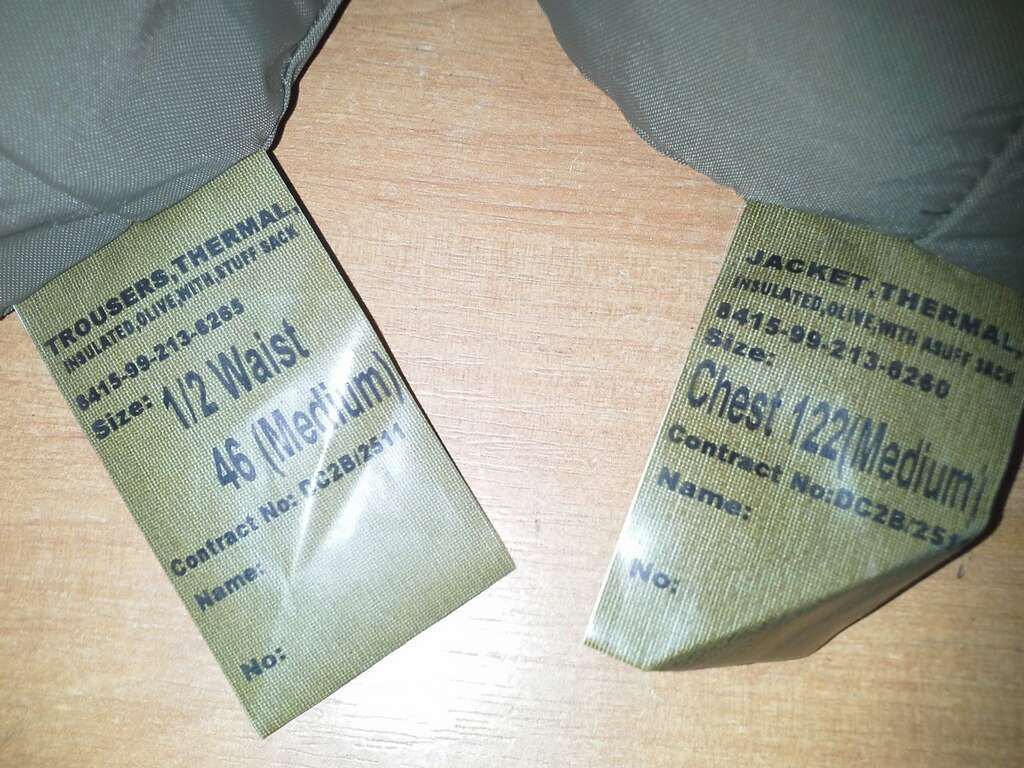 TROUSERS,THERMAL,
INSULATED,OLIVE,WITH,STUFF SACK
8415-99-213-6265
Size: 1/2 Waist
46 (Medium)
Contract No: DC2B/2511
Name:
No:
JACKET,THERMAL,
INSULATED,OLIVE,WITH ASUFF SACK
8415-99-213-6260
Size:
Chest 122(Medium)
Contract No:DC2B/251
Name:
No: